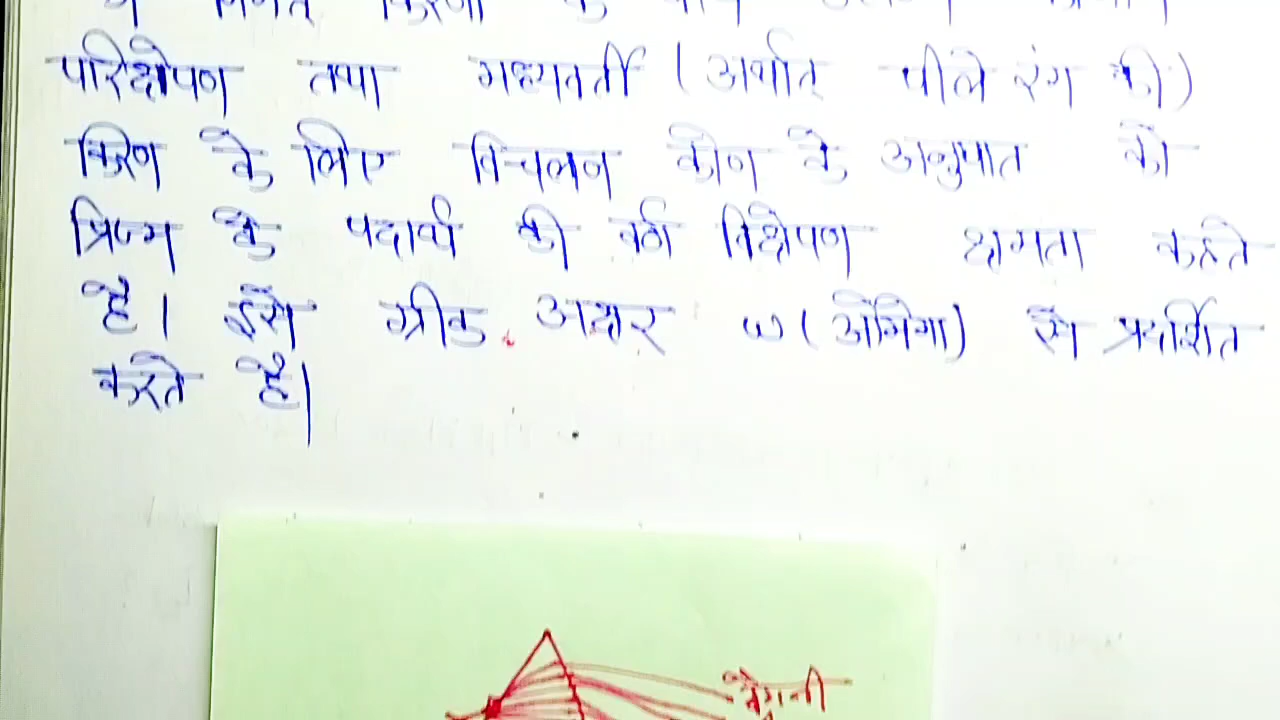 किरणों के
परिक्षेपण तथा मध्यवर्ती (अर्थात् पीले रंग की)
किरण के लिए विचलन कोण के अनुपात को
प्रिज्म के पदार्थ की वर्ण विक्षेपण क्षमता कहते
है। इसे ग्रीक अक्षर ω (ओमेगा) से प्रदर्शित
करते है।
बैगनी